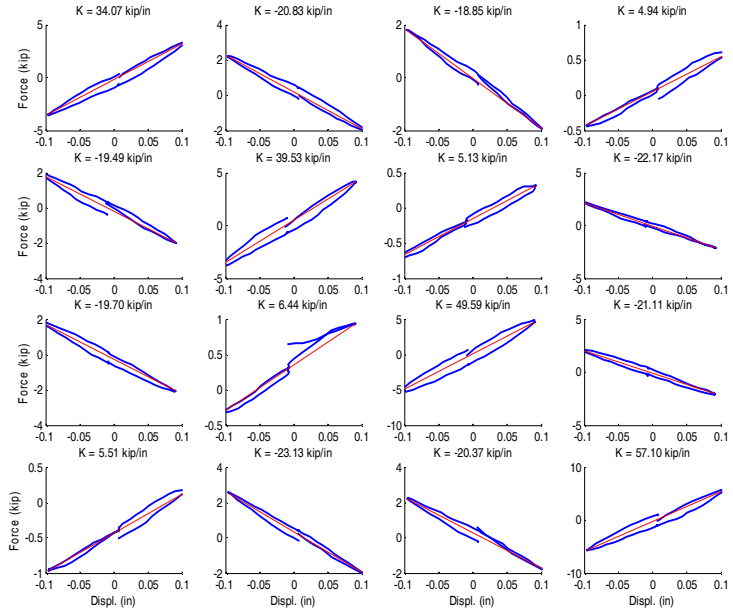 K = 34.07 kip/in K = -20.83 kip/in K = -18.85 kip/in K = 4.94 kip/in
5 4 2 1
2 0.5
Force (kip)
0 0 0
0
-5 -2 -2 -0.5
-0.1 -0.05 0 0.05 0.1 -0.1 -0.05 0 0.05 0.1 -0.1 -0.05 0 0.05 0.1 -0.1 -0.05 0 0.05 0.1
K = -19.49 kip/in K = 39.53 kip/in K = 5.13 kip/in K = -22.17 kip/in
2 5 0.5 5
0 0
Force (kip)
0 0
-2 -0.5
-4 -5 -1 -5
-0.1 -0.05 0 0.05 0.1 -0.1 -0.05 0 0.05 0.1 -0.1 -0.05 0 0.05 0.1 -0.1 -0.05 0 0.05 0.1
K = -19.70 kip/in K = 6.44 kip/in K = 49.59 kip/in K = -21.11 kip/in
2 1 5 5
0 0.5 0
Force (kip)
0
-2 0 -5
-4 -0.5 -10 -5
-0.1 -0.05 0 0.05 0.1 -0.1 -0.05 0 0.05 0.1 -0.1 -0.05 0 0.05 0.1 -0.1 -0.05 0 0.05 0.1
K = 5.51 kip/in K = -23.13 kip/in K = -20.37 kip/in K = 57.10 kip/in
0.5 4 4 10
0 2 2
Force (kip)
0
-0.5 0 0
-1 -2 -2 -10
-0.1 -0.05 0 0.05 0.1 -0.1 -0.05 0 0.05 0.1 -0.1 -0.05 0 0.05 0.1 -0.1 -0.05 0 0.05 0.1
Displ. (in) Displ. (in) Displ. (in) Displ. (in)